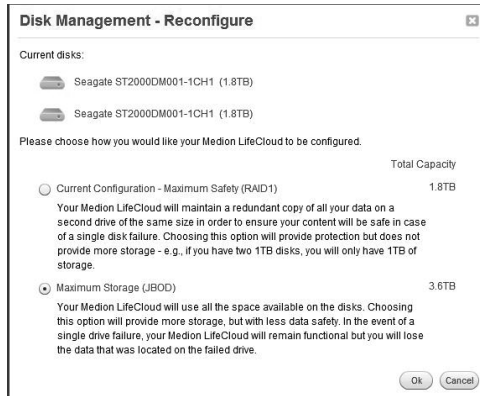 Disk Management - Reconfigure
Current disks:
Seagate ST2000DM001-1CH1 (1.8TB)
Seagate ST2000DM001-1CH1 (1.8TB)
Please choose how you would like your Medion LifeCloud to be configured.
Total Capacity
Current Configuration - Maximum Safety (RAID1) 1.8TB
Your Medion LifeCloud will maintain a redundant copy of all your data on a
second drive of the same size in order to ensure your content will be safe in case
of a single disk failure. Choosing this option will provide protection but does not
provide more storage - e.g., if you have two 1TB disks, you will only have 1TB of
storage.
Maximum Storage (JBOD) 3.6TB
Your Medion LifeCloud will use all the space available on the disks. Choosing
this option will provide more storage, but with less data safety. In the event of a
single drive failure, your Medion LifeCloud will remain functional but you will lose
the data that was located on the failed drive.
Ok Cancel